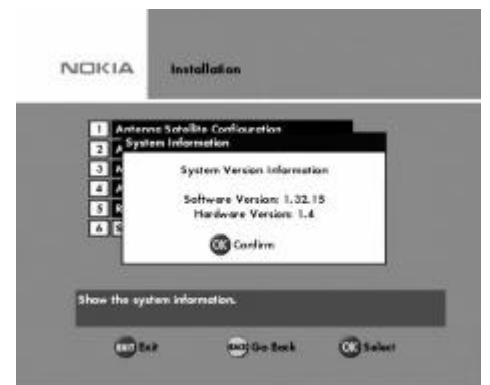 NOKIA
Installation
1 Antenna Satellite Configuration
2 A
System Information
3 A
4 A
5 R
6 S
System Version Information
Software Version: 1.32.15
Hardware Version: 1.4
OK Confirm
Show the system information.
EXIT Exit
BACK Go Back
OK Select